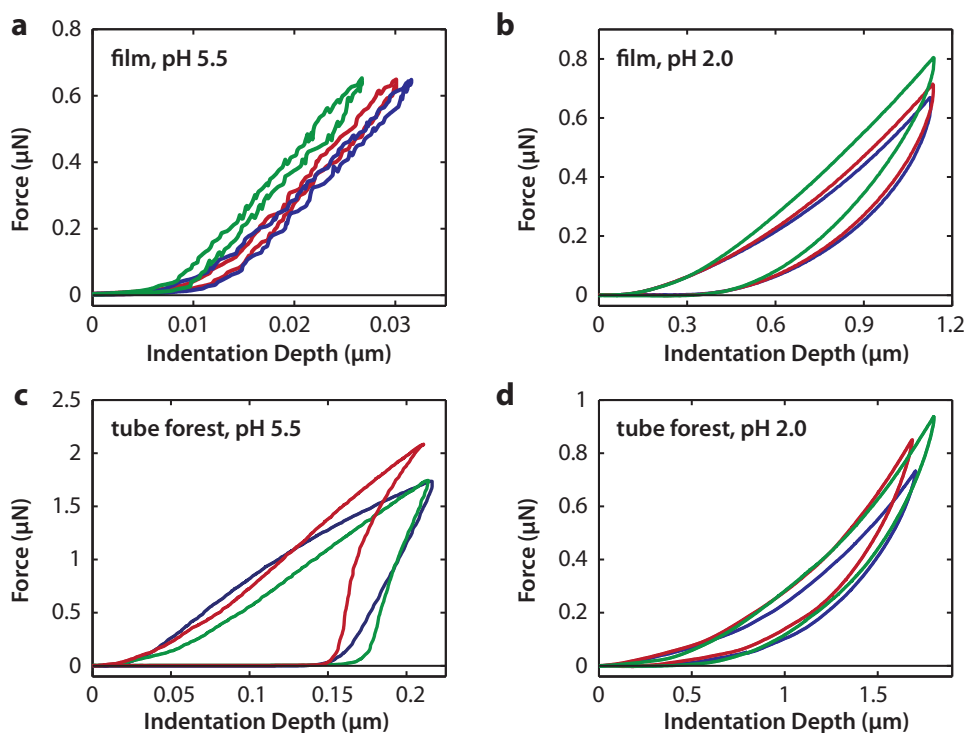 a
film, pH 5.5
Force (µN)
0.8
0.6
0.4
0.2
0
0
0.01
0.02
0.03
Indentation Depth (µm)
b
film, pH 2.0
Force (µN)
0.8
0.6
0.4
0.2
0
0
0.3
0.6
0.9
1.2
Indentation Depth (µm)
c
tube forest, pH 5.5
Force (µN)
2.5
2
1.5
1
0.5
0
0
0.05
0.1
0.15
0.2
Indentation Depth (µm)
d
tube forest, pH 2.0
Force (µN)
1
0.8
0.6
0.4
0.2
0
0
0.5
1
1.5
Indentation Depth (µm)